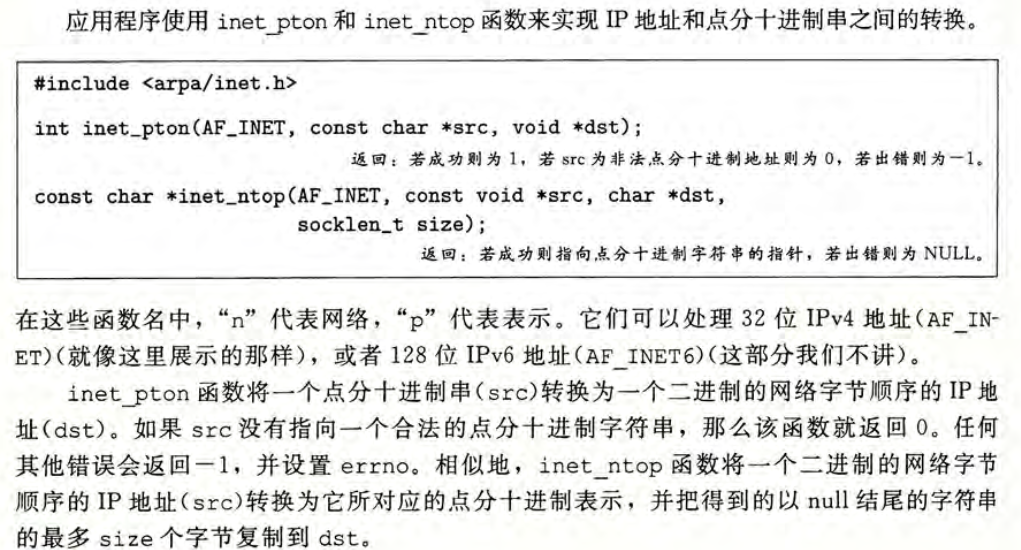 应用程序使用 inet_pton 和 inet_ntop 函数来实现 IP 地址和点分十进制串之间的转换。
#include <arpa/inet.h>
int inet_pton(AF_INET, const char *src, void *dst);
返回：若成功则为 1，若 src 为非法点分十进制地址则为 0，若出错则为－1。
const char *inet_ntop(AF_INET, const void *src, char *dst,
socklen_t size);
返回：若成功则指向点分十进制字符串的指针，若出错则为 NULL。
在这些函数名中，“n”代表网络，“p”代表表示。它们可以处理 32 位 IPv4 地址(AF_IN-
ET)(就像这里展示的那样)，或者 128 位 IPv6 地址(AF_INET6)(这部分我们不讲)。
inet_pton 函数将一个点分十进制串(src)转换为一个二进制的网络字节顺序的 IP 地
址(dst)。如果 src 没有指向一个合法的点分十进制字符串，那么该函数就返回 0。任何
其他错误会返回－1，并设置 errno。相似地，inet_ntop 函数将一个二进制的网络字节
顺序的 IP 地址(src)转换为它所对应的点分十进制表示，并把得到的以 null 结尾的字符串
的最多 size 个字节复制到 dst。